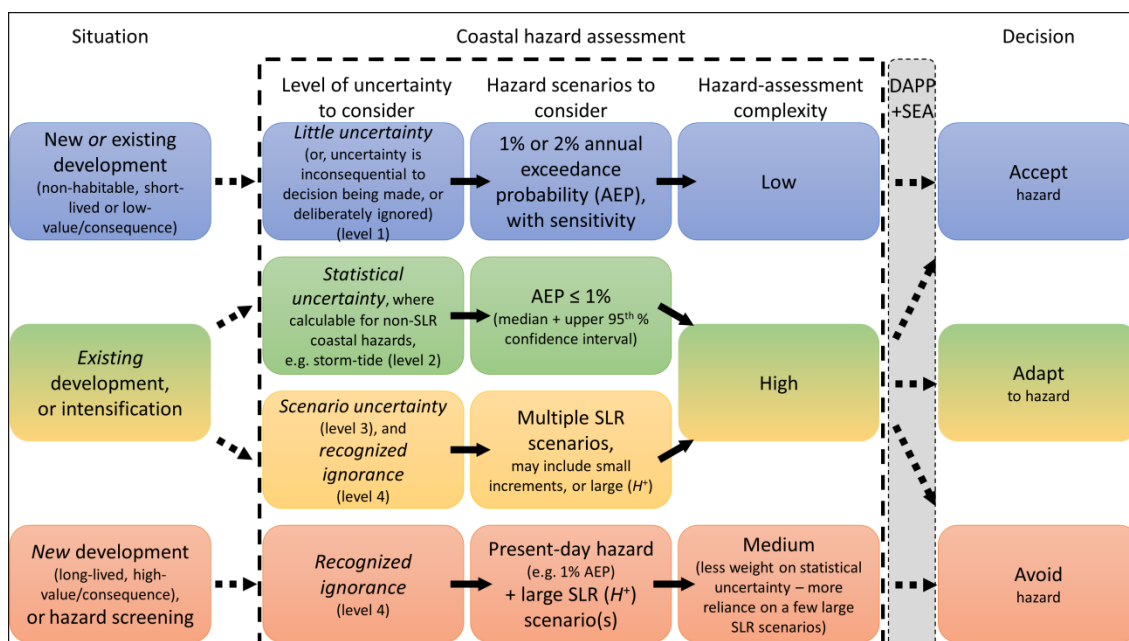 Situation
Coastal hazard assessment
Decision
Level of uncertainty
to consider
Hazard scenarios to
consider
Hazard-assessment
complexity
DAPP
+SEA
New or existing
development
(non-habitable, short-
lived or low-
value/consequence)
Little uncertainty
(or, uncertainty is
inconsequential to
decision being made, or
deliberately ignored)
(level 1)
1% or 2% annual
exceedance
probability (AEP),
with sensitivity
Low
Accept
hazard
Existing
development,
or intensification
Statistical
uncertainty, where
calculable for non-SLR
coastal hazards,
e.g. storm-tide (level 2)
AEP ≤ 1%
(median + upper 95th %
confidence interval)
Scenario uncertainty
(level 3), and
recognized
ignorance
(level 4)
Multiple SLR
scenarios,
may include small
increments, or large (H+)
High
Adapt
to hazard
New development
(long-lived, high-
value/consequence),
or hazard screening
Recognized
ignorance
(level 4)
Present-day hazard
(e.g. 1% AEP)
+ large SLR (H+)
scenario(s)
Medium
(less weight on statistical
uncertainty – more
reliance on a few large
SLR scenarios)
Avoid
hazard